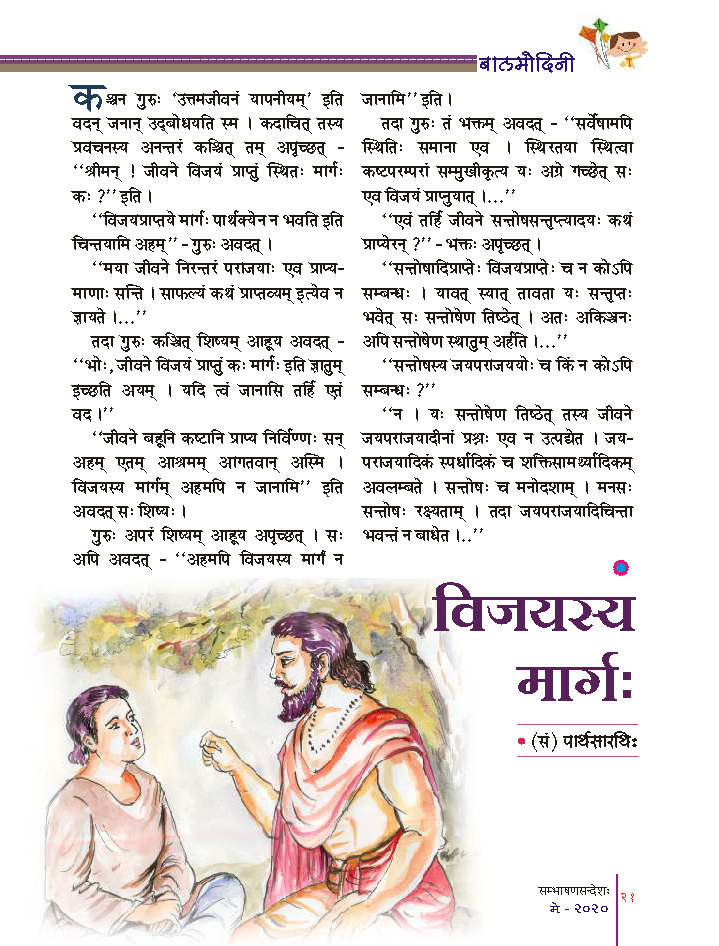 बालमोदिनी
कश्चन गुरुः ‘उत्तमजीवनं यापनीयम्’ इति
वदन् जनान् उद्बोधयति स्म । कदाचित् तस्य
प्रवचनस्य अनन्तरं कश्चित् तम् अपृच्छत् -
‘‘श्रीमन् ! जीवने विजयं प्राप्तुं स्थितः मार्गः
कः ?’’ इति ।
‘‘विजयप्राप्तये मार्गः पार्थक्येन न भवति इति
चिन्तयामि अहम्’’ - गुरुः अवदत् ।
‘‘मया जीवने निरन्तरं पराजयाः एव प्राप्य-
माणाः सन्ति । साफल्यं कथं प्राप्तव्यम् इत्येव न
ज्ञायते ।...’’
तदा गुरुः कञ्चित् शिष्यम् आहूय अवदत् -
‘‘भोः, जीवने विजयं प्राप्तुं कः मार्गः इति ज्ञातुम्
इच्छति अयम् । यदि त्वं जानासि तर्हि एतं
वद ।’’
‘‘जीवने बहूनि कष्टानि प्राप्य निर्विण्णः सन्
अहम् एतम् आश्रमम् आगतवान् अस्मि ।
विजयस्य मार्गम् अहमपि न जानामि’’ इति
अवदत् सः शिष्यः ।
गुरुः अपरं शिष्यम् आहूय अपृच्छत् । सः
अपि अवदत् - ‘‘अहमपि विजयस्य मार्गं न
जानामि’’ इति ।
तदा गुरुः तं भक्तम् अवदत् - ‘‘सर्वेषामपि
स्थितिः समाना एव । स्थिरतया स्थित्वा
कष्टपरम्परां सम्मुखीकृत्य यः अग्रे गच्छेत् सः
एव विजयं प्राप्नुयात् ।...’’
‘‘एवं तर्हि जीवने सन्तोषसन्तृप्त्यादयः कथं
प्राप्येरन् ?’’ - भक्तः अपृच्छत् ।
‘‘सन्तोषादिप्राप्तेः विजयप्राप्तेः च न कोऽपि
सम्बन्धः । यावत् स्यात् तावता यः सन्तृप्तः
भवेत् सः सन्तोषेण तिष्ठेत् । अतः अकिञ्चनः
अपि सन्तोषेण स्थातुम् अर्हति ।...’’
‘‘सन्तोषस्य जयपराजययोः च किं न कोऽपि
सम्बन्धः ?’’
‘‘न । यः सन्तोषेण तिष्ठेत् तस्य जीवने
जयपराजयादीनां प्रश्नः एव न उत्पद्येत । जय-
पराजयादिकं स्पर्धादिकं च शक्तिसामर्थ्यादिकम्
अवलम्बते । सन्तोषः च मनोदशाम् । मनसः
सन्तोषः रक्ष्यताम् । तदा जयपराजयादिचिन्ता
भवन्तं न बाधेत ।..’’
विजयस्य
मार्गः
• (सं) पार्थसारथिः
सम्भाषणसन्देशः
मे - २०२०
२१